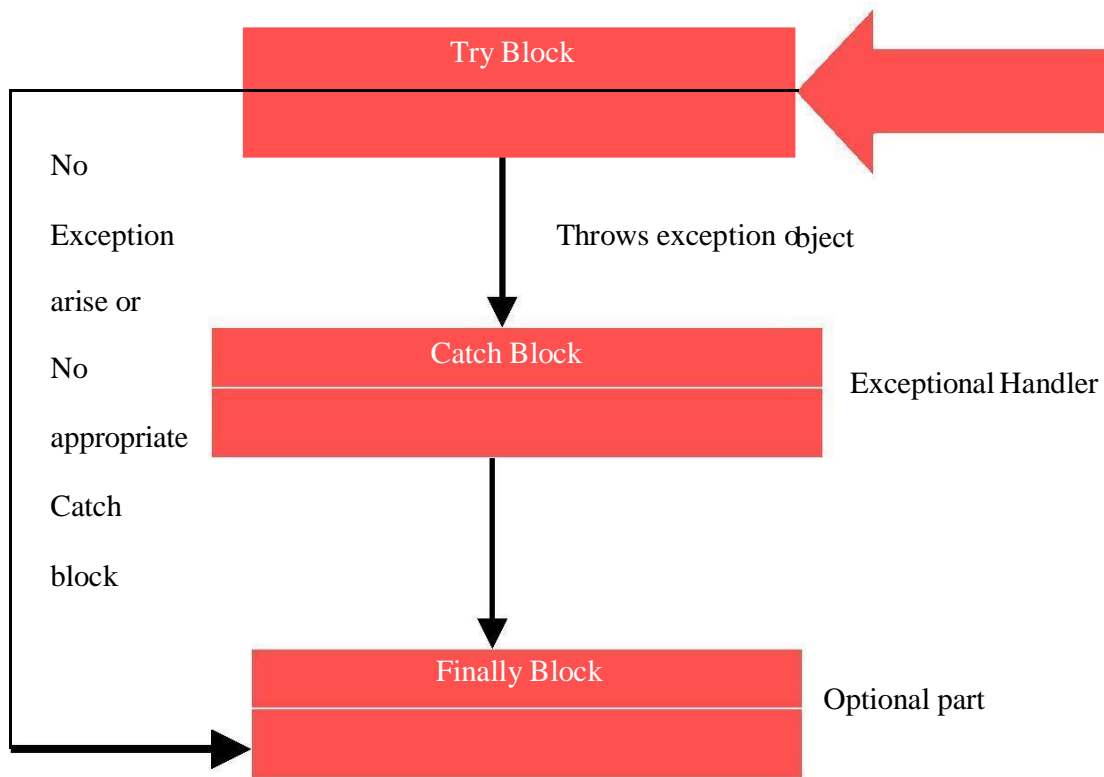 Try Block
No
Exception
arise or
No
appropriate
Catch
block
Throws exception object
Catch Block
Exceptional Handler
Finally Block
Optional part